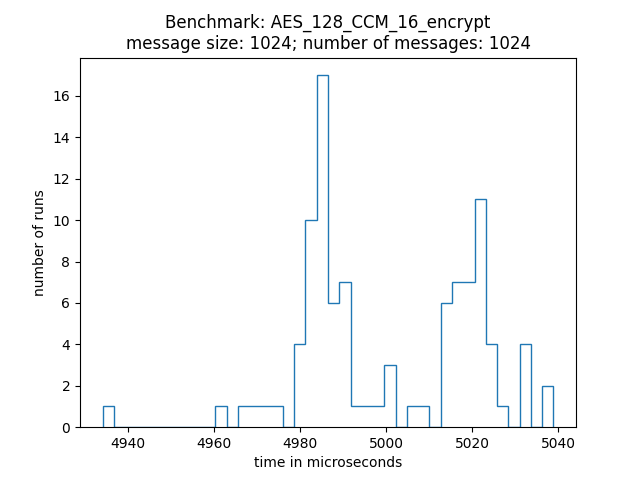 Benchmark: AES_128_CCM_16_encrypt
message size: 1024; number of messages: 1024
16
14
12
10
8
6
4
2
0
number of runs
4940 4960 4980 5000 5020 5040
time in microseconds